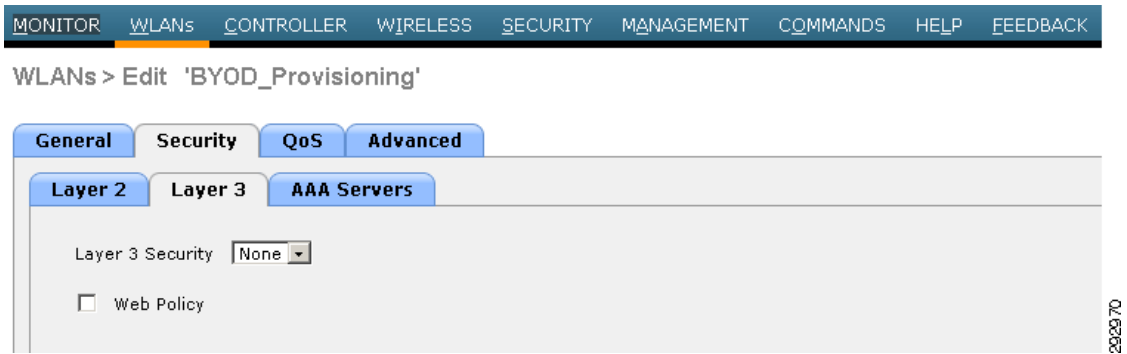 MONITOR WLANs CONTROLLER WIRELESS SECURITY MANAGEMENT COMMANDS HELP FEEDBACK
WLANs > Edit 'BYOD_Provisioning'
General Security QoS Advanced
Layer 2 Layer 3 AAA Servers
Layer 3 Security None
Web Policy
292970